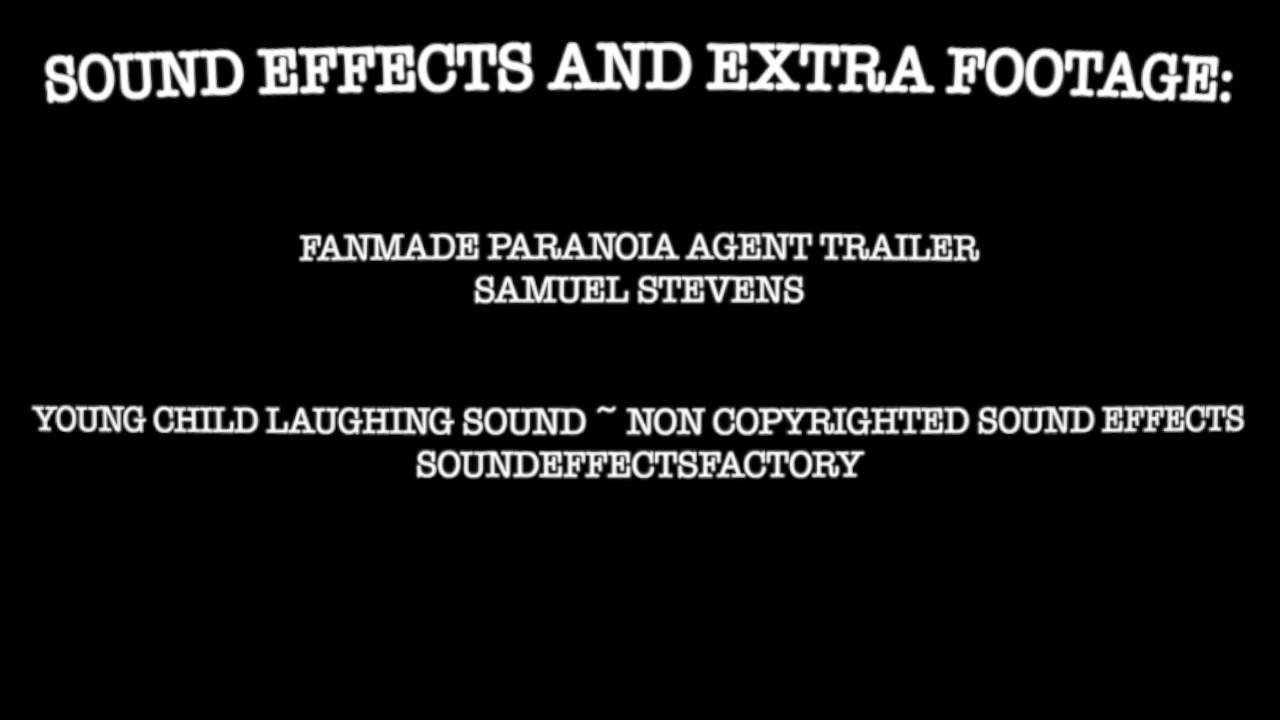 SOUND EFFECTS AND EXTRA FOOTAGE:
FANMADE PARANOIA AGENT TRAILER
SAMUEL STEVENS
YOUNG CHILD LAUGHING SOUND ~ NON COPYRIGHTED SOUND EFFECTS
SOUNDEFFECTSFACTORY